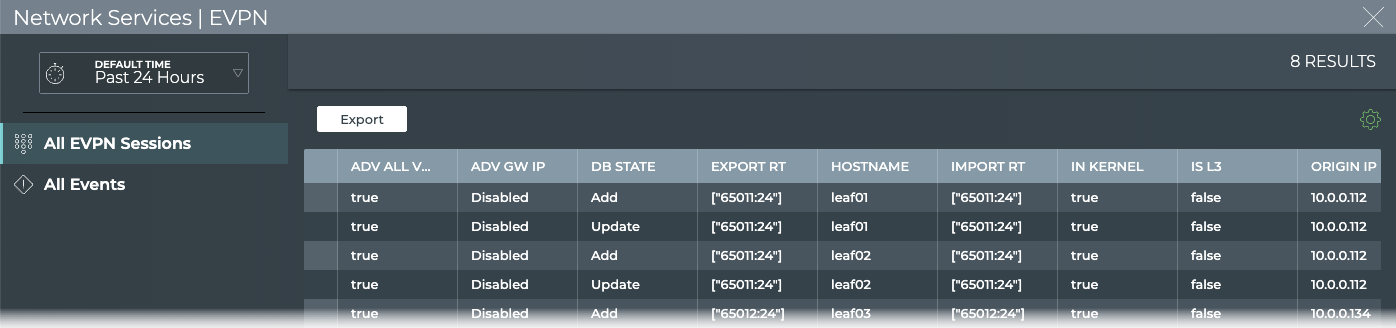 Network Services | EVPN
DEFAULT TIME
Past 24 Hours
8 RESULTS
All EVPN Sessions
All Events
Export
ADV ALL V... ADV GW IP DB STATE EXPORT RT HOSTNAME IMPORT RT IN KERNEL IS L3 ORIGIN IP
true Disabled Add ["65011:24"] leaf01 ["65011:24"] true false 10.0.0.112
true Disabled Update ["65011:24"] leaf01 ["65011:24"] true false 10.0.0.112
true Disabled Add ["65011:24"] leaf02 ["65011:24"] true false 10.0.0.112
true Disabled Update ["65011:24"] leaf02 ["65011:24"] true false 10.0.0.112
true Disabled Add ["65012:24"] leaf03 ["65012:24"] true false 10.0.0.134